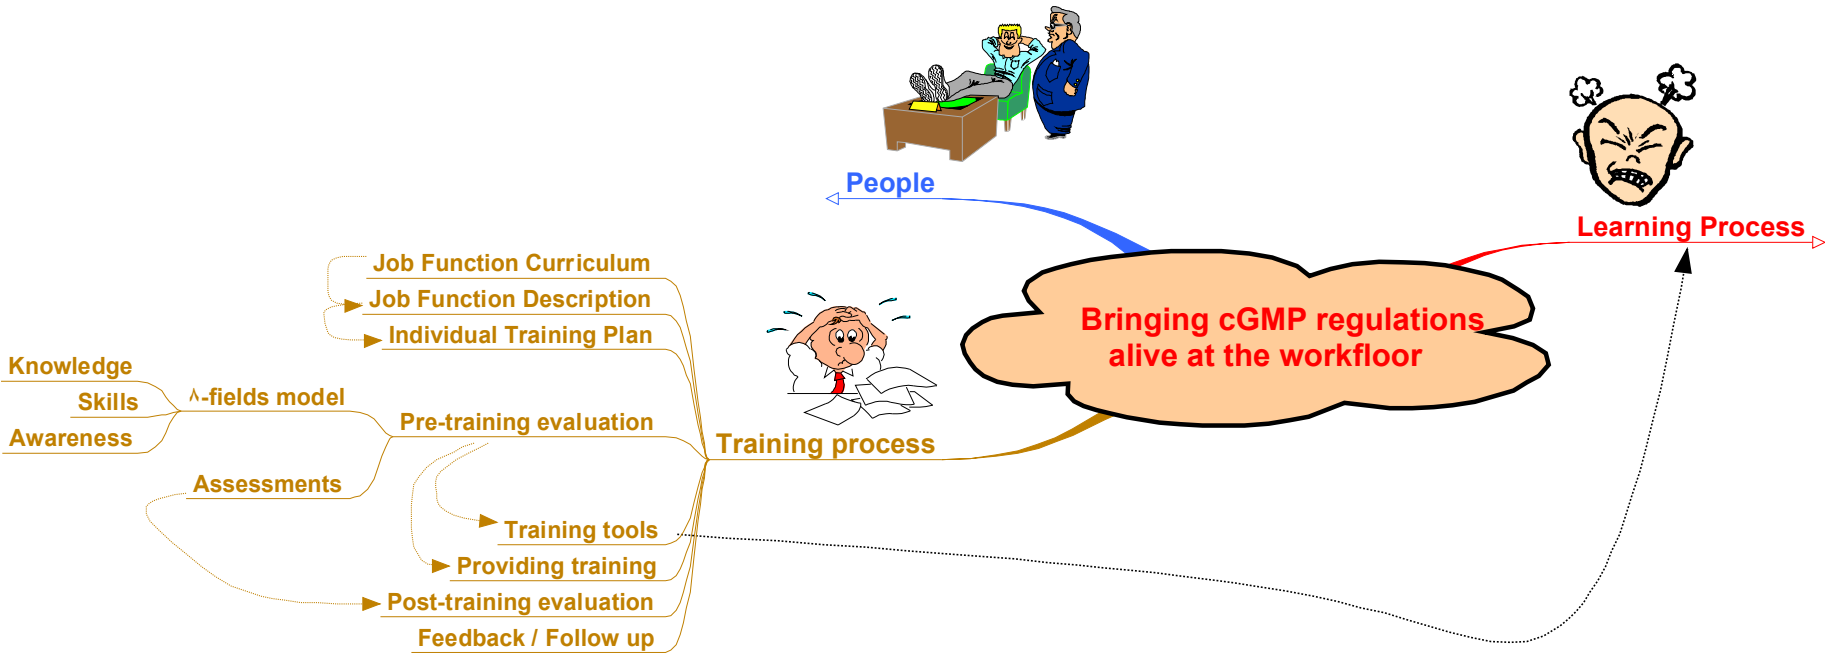 People
Learning Process
Bringing cGMP regulations
alive at the workfloor
Job Function Curriculum
Job Function Description
Individual Training Plan
Knowledge
Skills
Awareness
٨-fields model
Pre-training evaluation
Assessments
Training process
Training tools
Providing training
Post-training evaluation
Feedback / Follow up